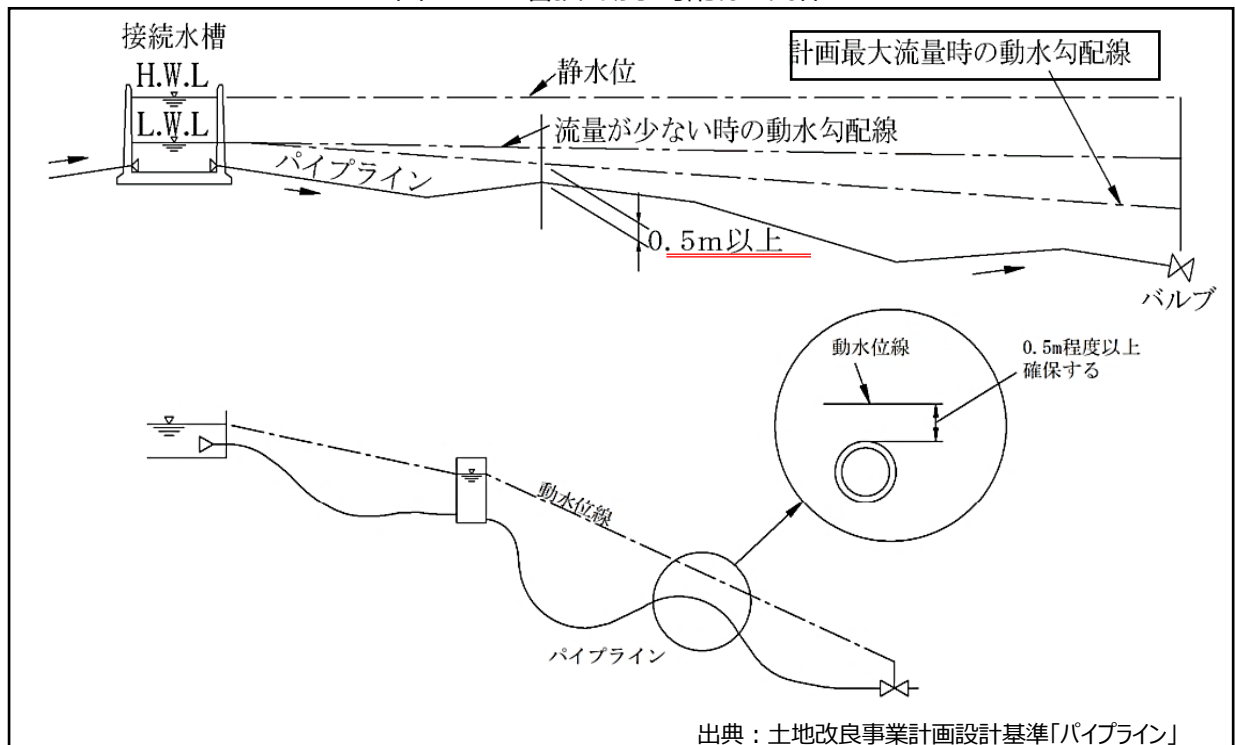 接続水槽
H.W.L
L.W.L
静水位
計画最大流量時の動水勾配線
流量が少ない時の動水勾配線
パイプライン
0.5m以上
バルブ
動水位線
0.5m程度以上
確保する
動水位線
パイプライン
出典：土地改良事業計画設計基準「パイプライン」